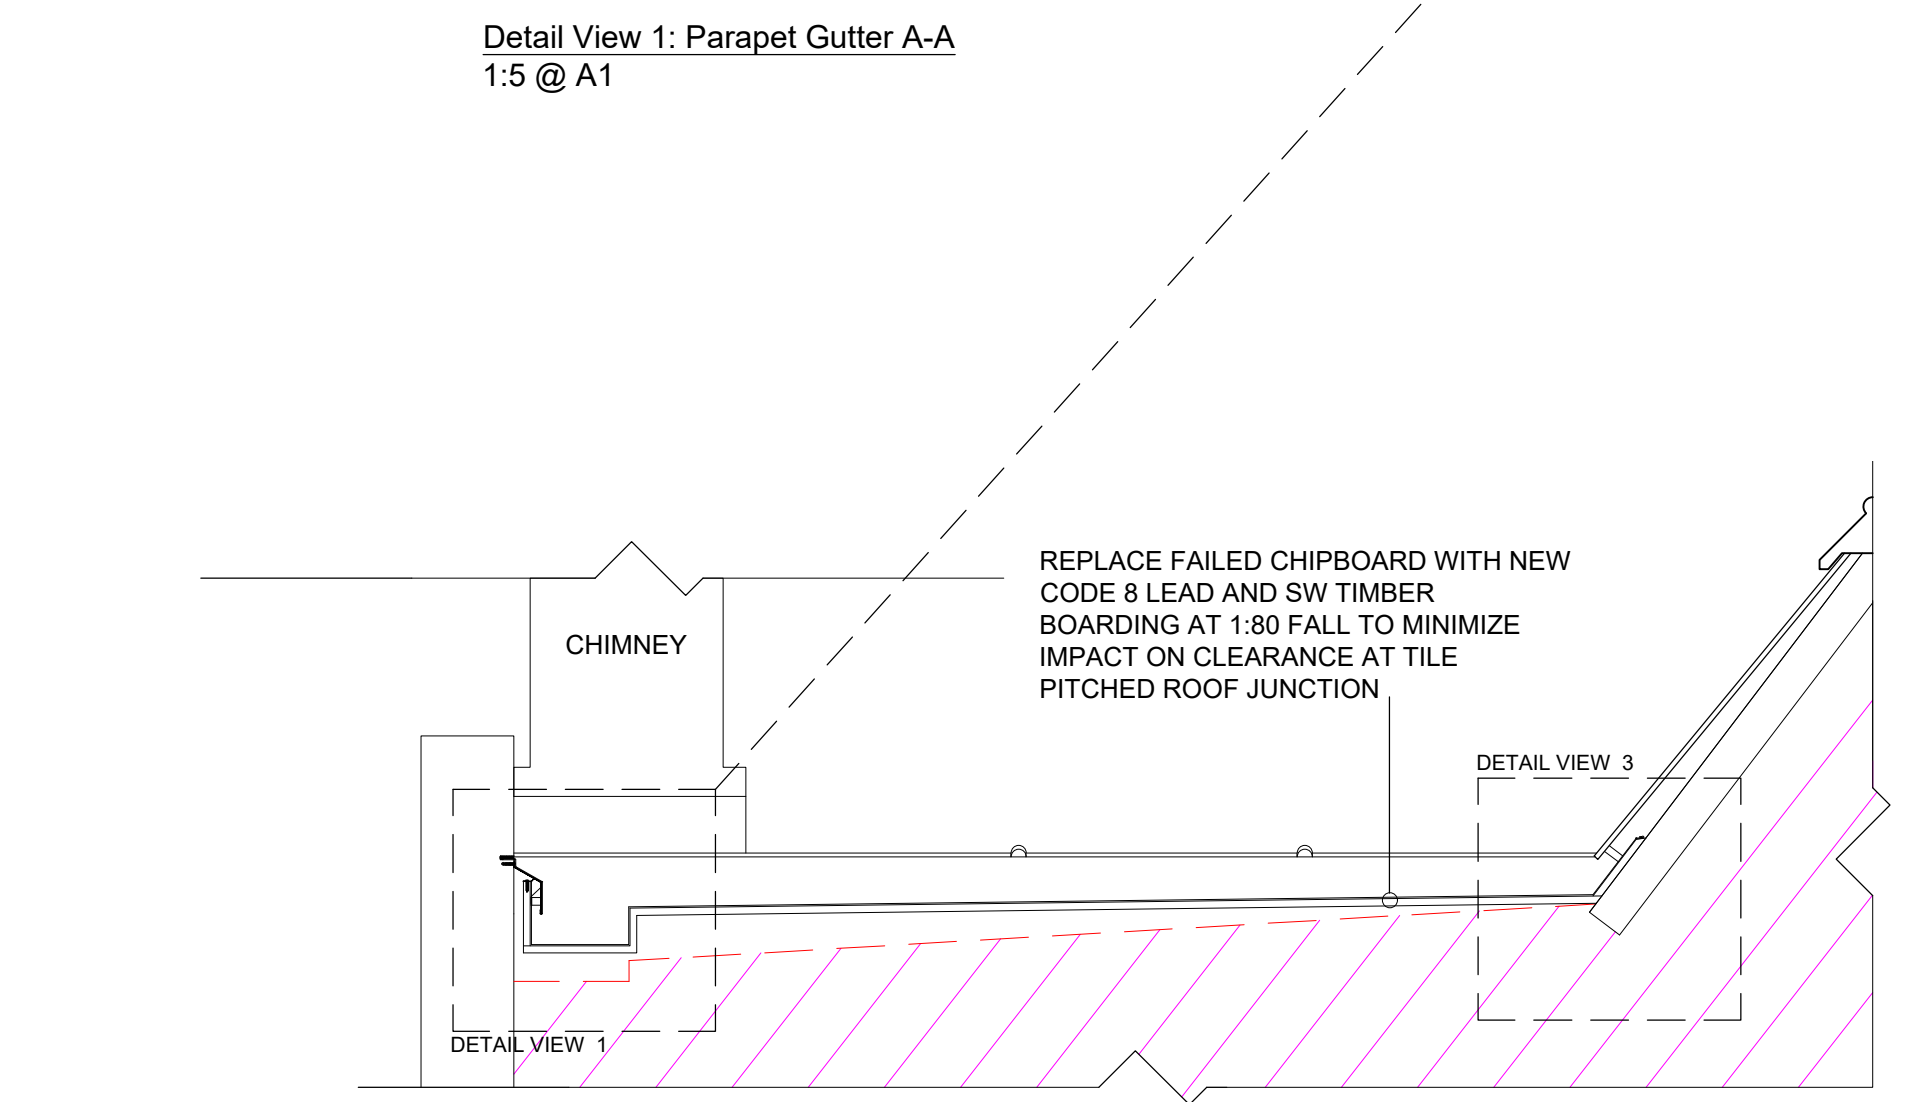 Detail View 1: Parapet Gutter A-A
1:5 @ A1
REPLACE FAILED CHIPBOARD WITH NEW
CODE 8 LEAD AND SW TIMBER
BOARDING AT 1:80 FALL TO MINIMIZE
IMPACT ON CLEARANCE AT TILE
PITCHED ROOF JUNCTION
CHIMNEY
DETAIL VIEW 3
DETAIL VIEW 1